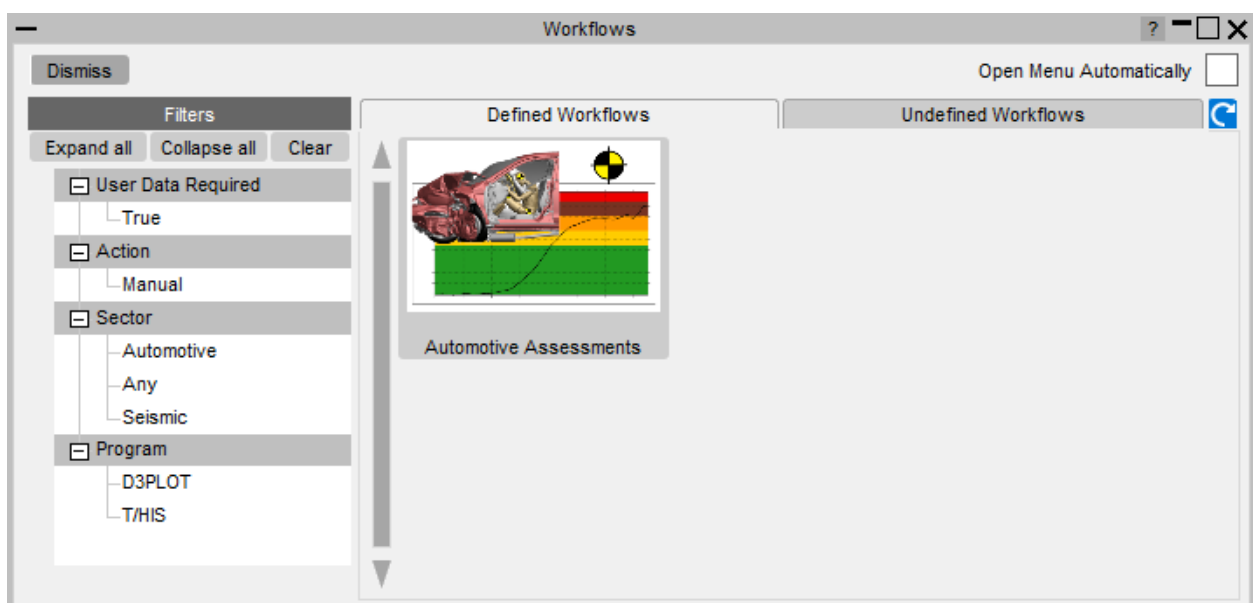 Workflows
?
Dismiss
Open Menu Automatically
Filters
Defined Workflows
Undefined Workflows
Expand all
Collapse all
Clear
User Data Required
True
Action
Manual
Sector
Automotive
Any
Seismic
Program
D3PLOT
T/HIS
Automotive Assessments